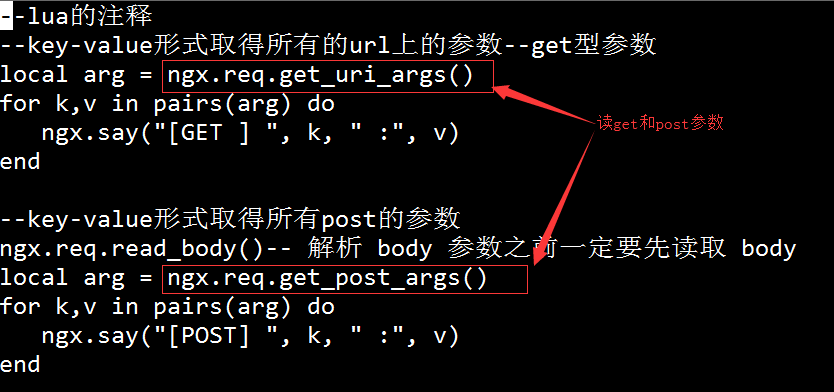 --lua的注释
--key-value形式取得所有的url上的参数--get型参数
local arg = ngx.req.get_uri_args()
for k,v in pairs(arg) do
   ngx.say("[GET ] ", k, " :", v)
end
读get和post参数
--key-value形式取得所有post的参数
ngx.req.read_body()-- 解析 body 参数之前一定要先读取 body
local arg = ngx.req.get_post_args()
for k,v in pairs(arg) do
   ngx.say("[POST] ", k, " :", v)
end